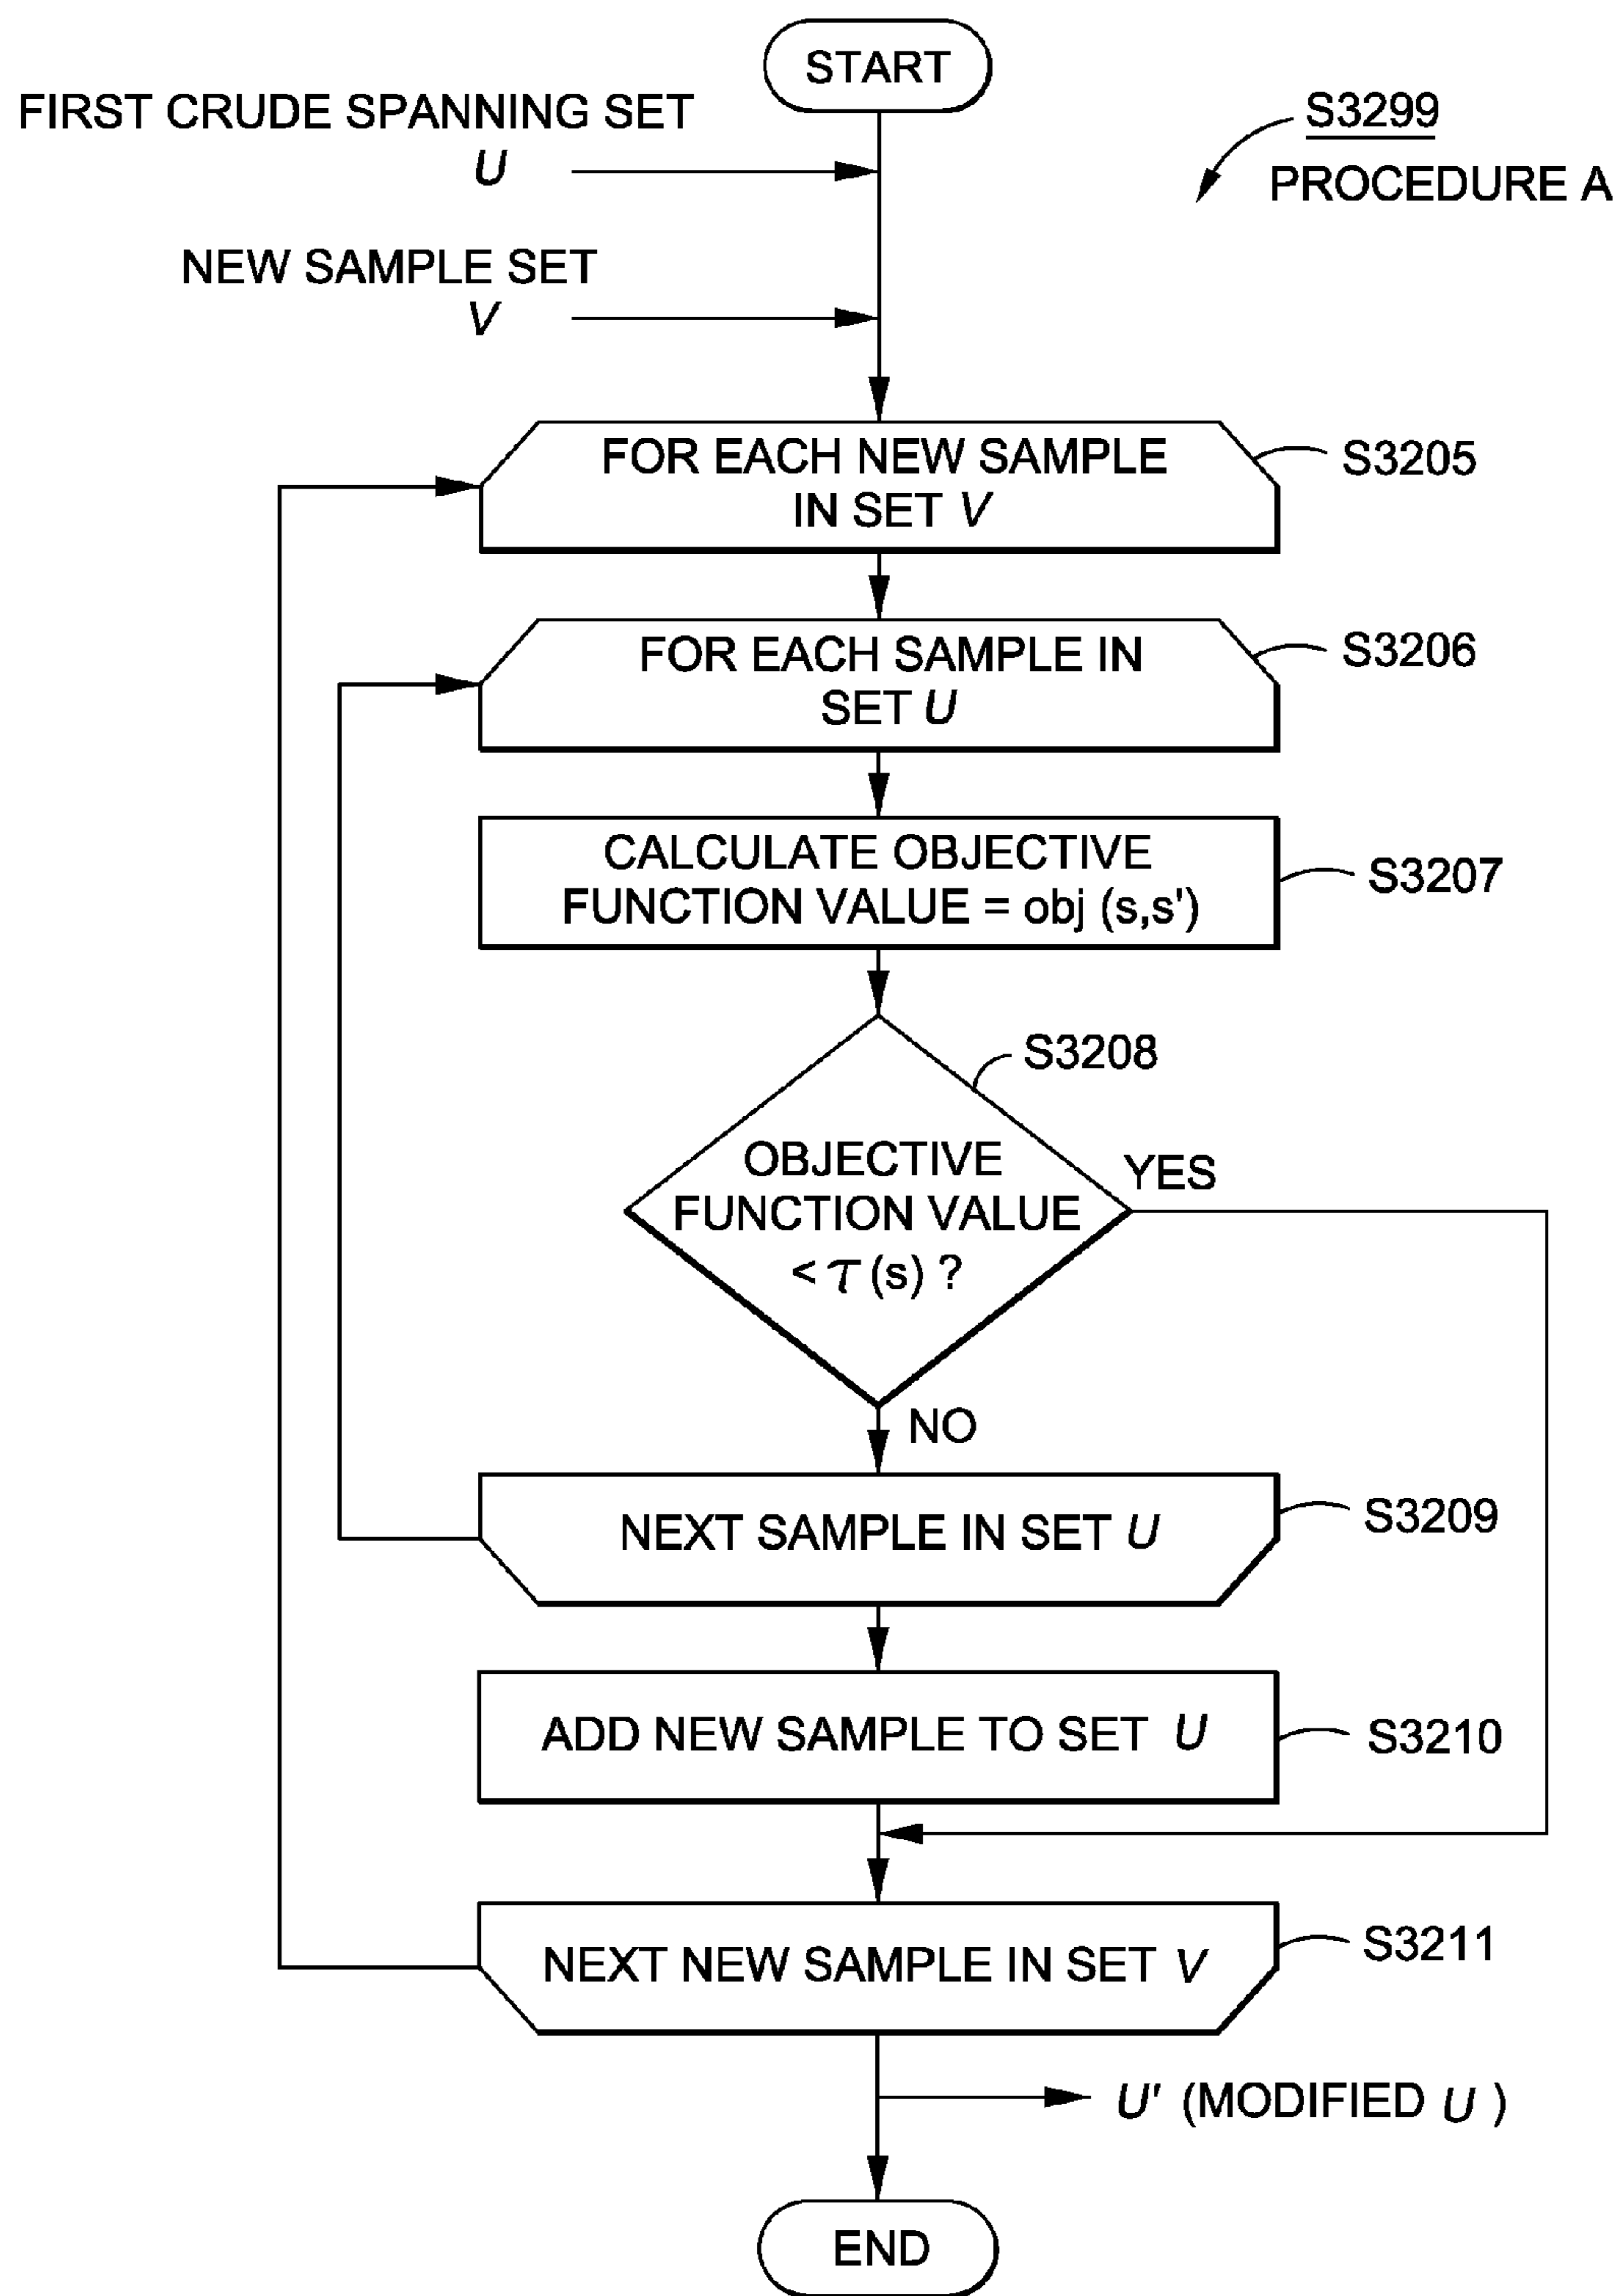 START
FIRST CRUDE SPANNING SET
U
S3299
PROCEDURE A
NEW SAMPLE SET
V
FOR EACH NEW SAMPLE
IN SET V
S3205
FOR EACH SAMPLE IN
SET U
S3206
CALCULATE OBJECTIVE
FUNCTION VALUE = obj (s,s')
S3207
S3208
OBJECTIVE
FUNCTION VALUE
< τ (s) ?
YES
NO
NEXT SAMPLE IN SET U
S3209
ADD NEW SAMPLE TO SET U
S3210
NEXT NEW SAMPLE IN SET V
S3211
U' (MODIFIED U )
END